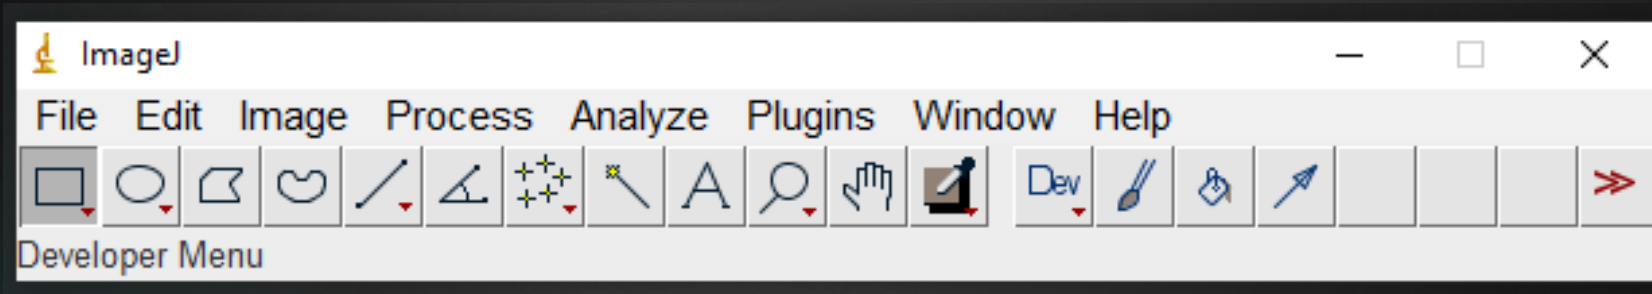 ImageJ
File Edit Image Process Analyze Plugins Window Help
A Dev
Developer Menu